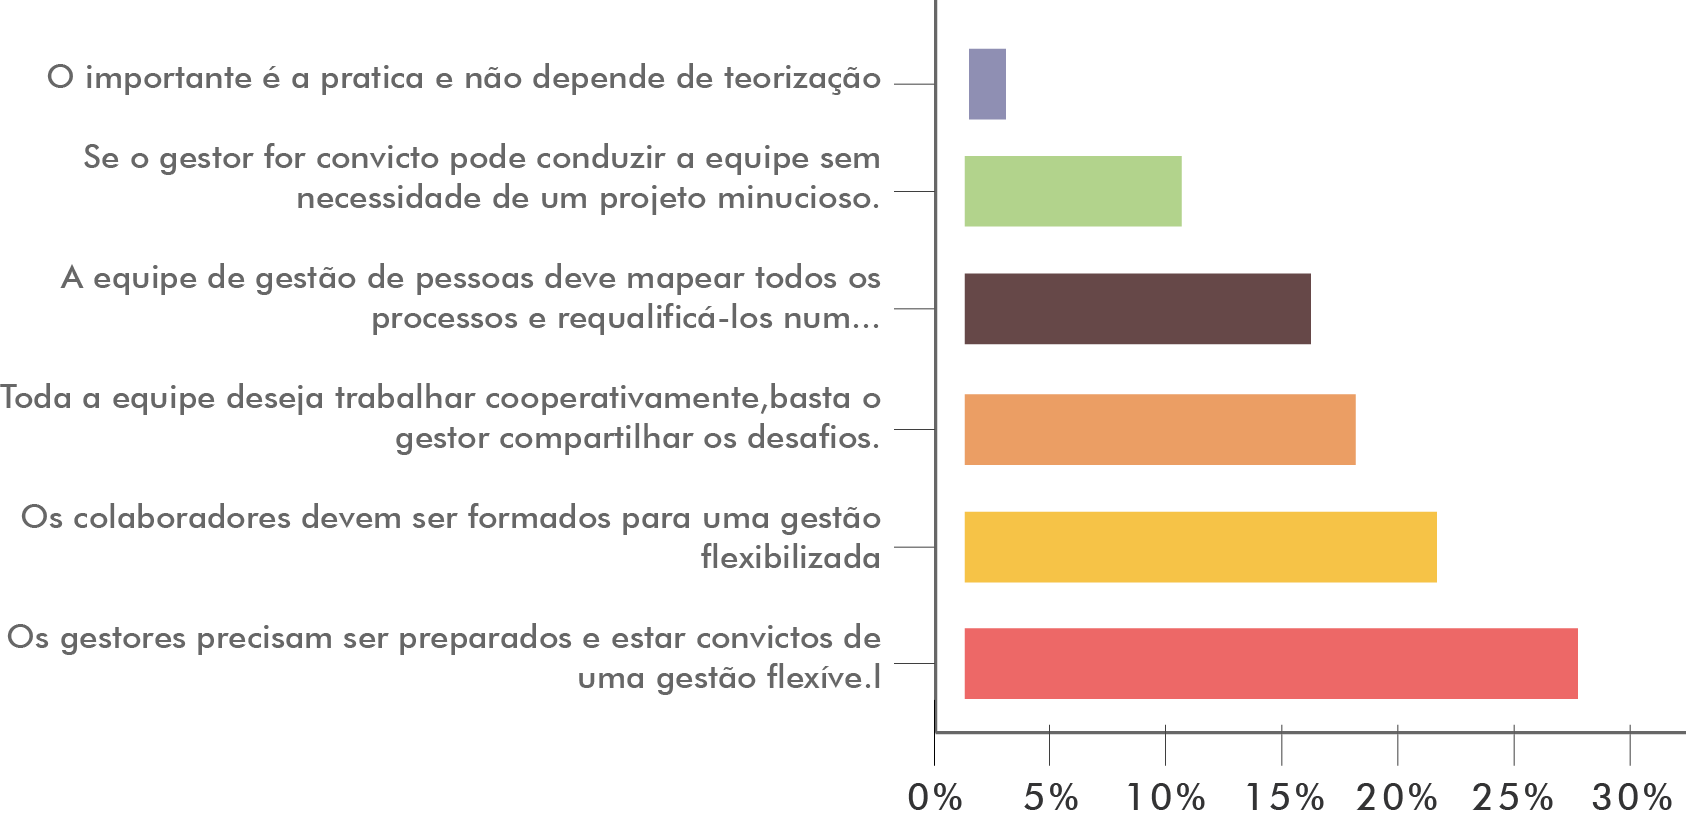 O importante é a pratica e não depende de teorização
Se o gestor for convicto pode conduzir a equipe sem
necessidade de um projeto minucioso.
A equipe de gestão de pessoas deve mapear todos os
processos e requalificá-los num...
Toda a equipe deseja trabalhar cooperativamente,basta o
gestor compartilhar os desafios.
Os colaboradores devem ser formados para uma gestão
flexibilizada
Os gestores precisam ser preparados e estar convictos de
uma gestão flexíve.l
0% 5% 10% 15% 20% 25% 30%